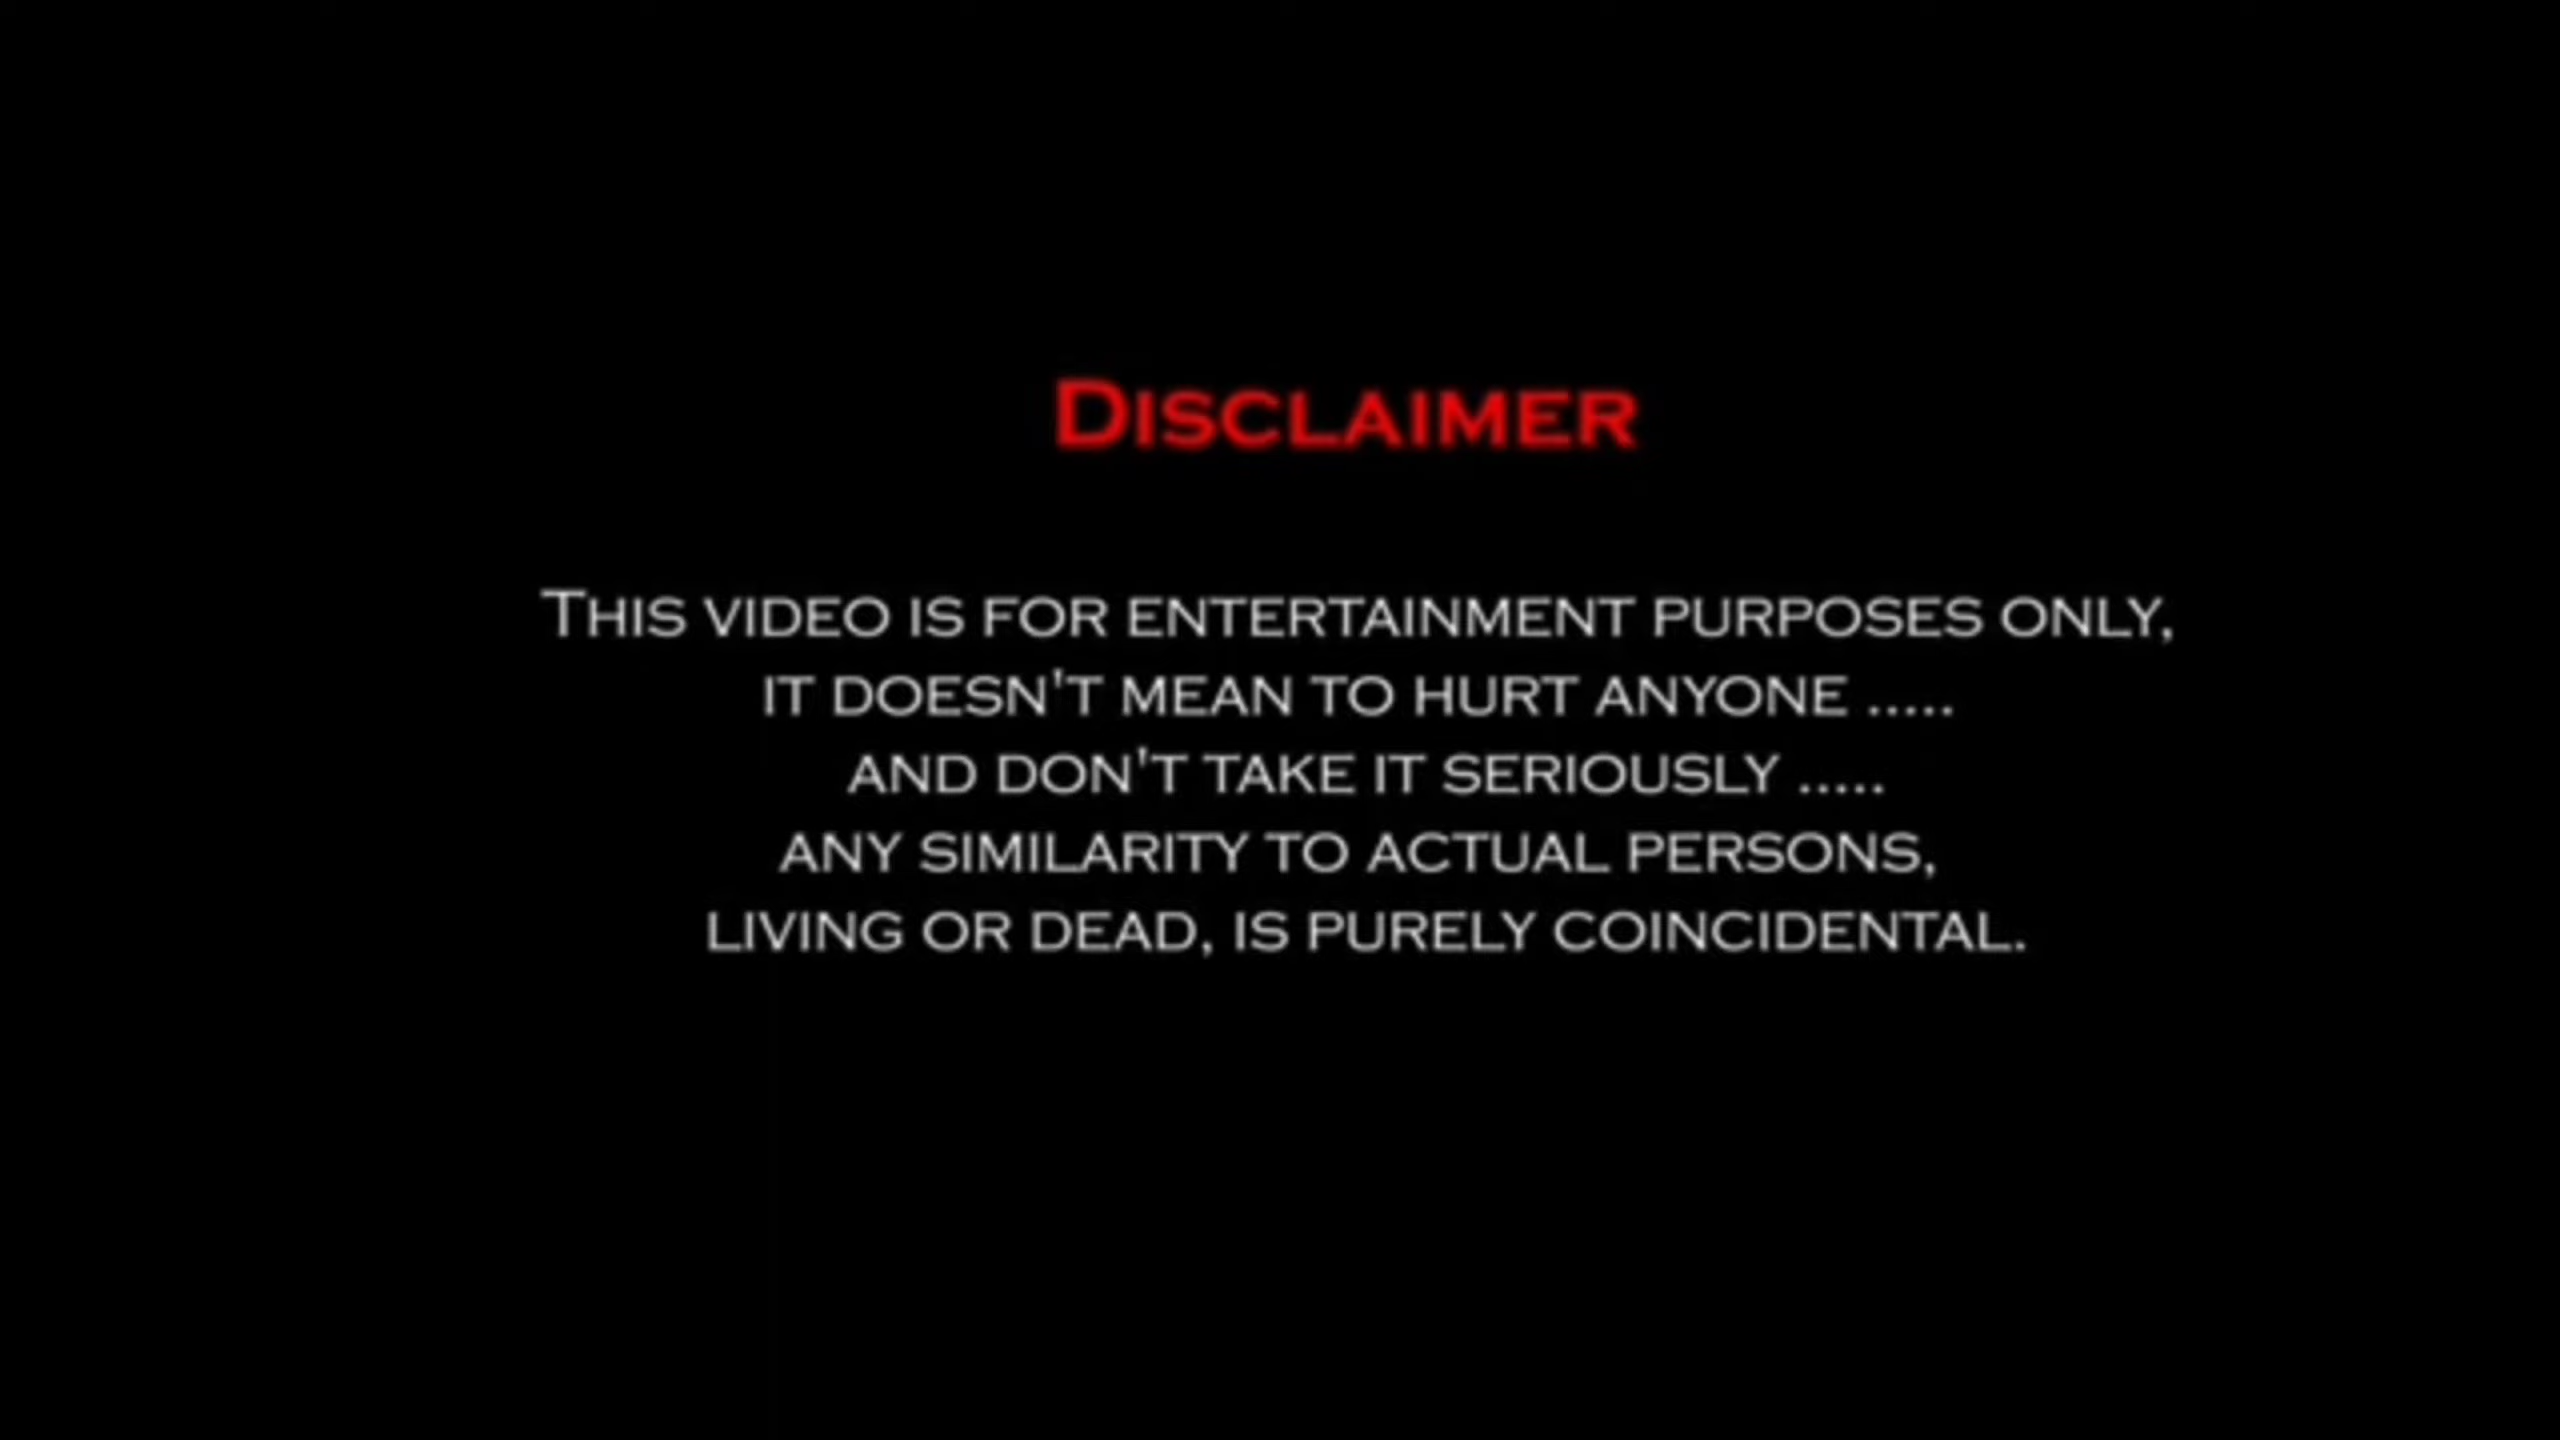 Disclaimer
This video is for entertainment purposes only,
it doesn't mean to hurt anyone .....
and don't take it seriously .....
any similarity to actual persons,
living or dead, is purely coincidental.